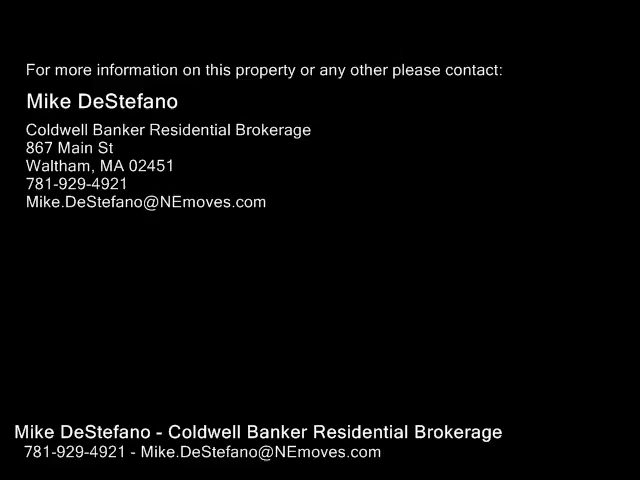 For more information on this property or any other please contact:
Mike DeStefano
Coldwell Banker Residential Brokerage
867 Main St
Waltham, MA 02451
781-929-4921
Mike.DeStefano@NEmoves.com
Mike DeStefano - Coldwell Banker Residential Brokerage
781-929-4921 - Mike.DeStefano@NEmoves.com